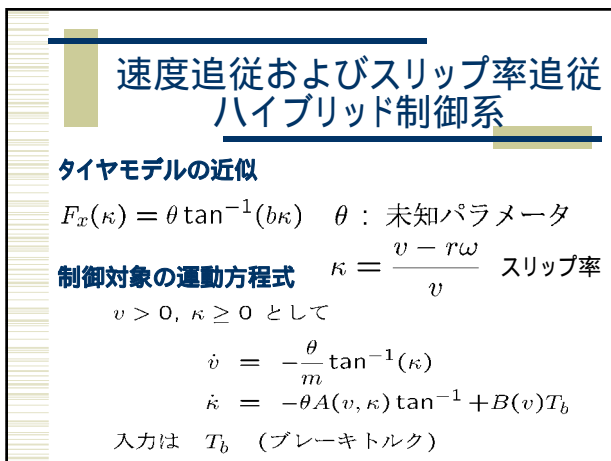 速度追従およびスリップ率追従
ハイブリッド制御系
タイヤモデルの近似
F_x(κ) = θ tan^{-1}(bκ)　θ : 未知パラメータ
κ = \frac{v − rω}{v}　スリップ率
制御対象の運動方程式
v > 0, κ ≥ 0 として
\dot{v} = −\frac{θ}{m} tan^{-1}(κ)
\dot{κ} = −θA(v, κ) tan^{-1} +B(v)T_b
入力は　T_b　(ブレーキトルク)